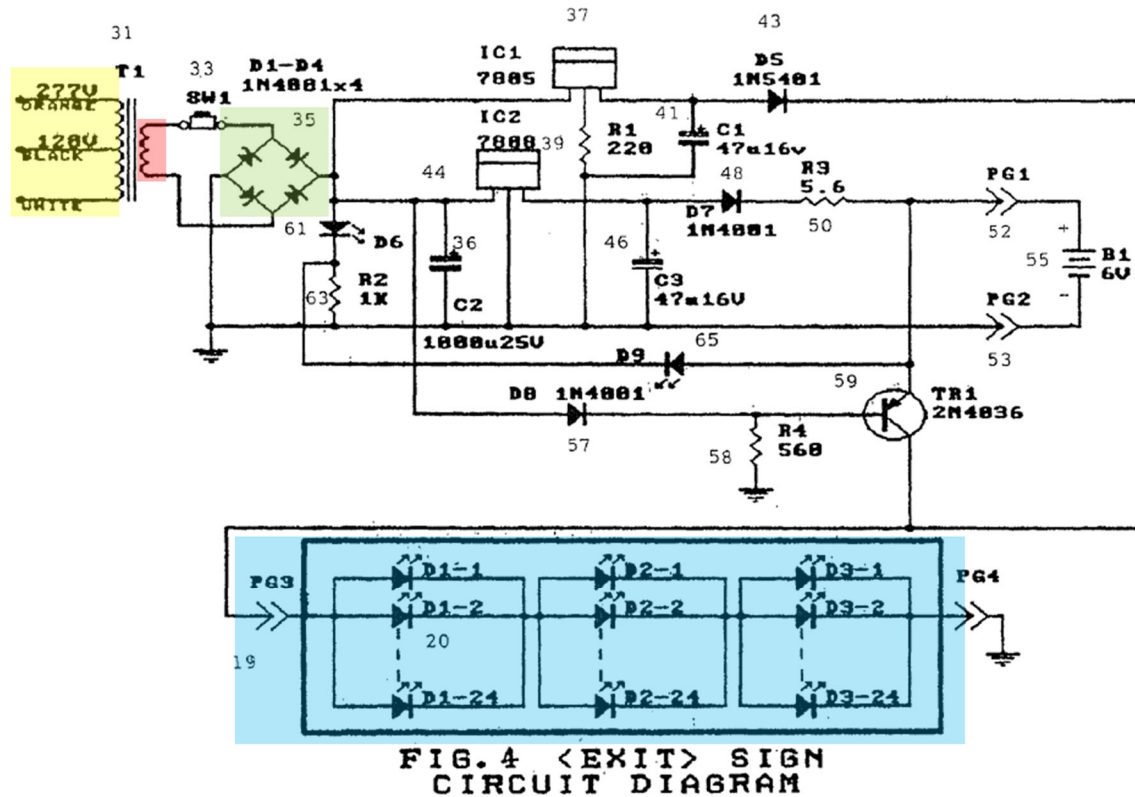 31
37
43
T1
33
D1-D4
1N4001x4
IC1
7805
D5
1N5401
277V
ORANGE
SW1
35
IC2
7808
39
R1
220
41
C1
47u16v
120V
BLACK
44
48
R3
5.6
PG1
WHITE
61
D6
36
46
D7
1N4001
50
52
55
B1
6V
63
R2
1K
C2
C3
47u16V
PG2
1000u25V
65
53
D9
D8 1N4001
59
TR1
2N4036
57
58
R4
560
PG3
D1-1
D2-1
D3-1
PG4
D1-2
D2-2
D3-2
19
20
D1-24
D2-24
D3-24
FIG.4 <EXIT> SIGN
CIRCUIT DIAGRAM